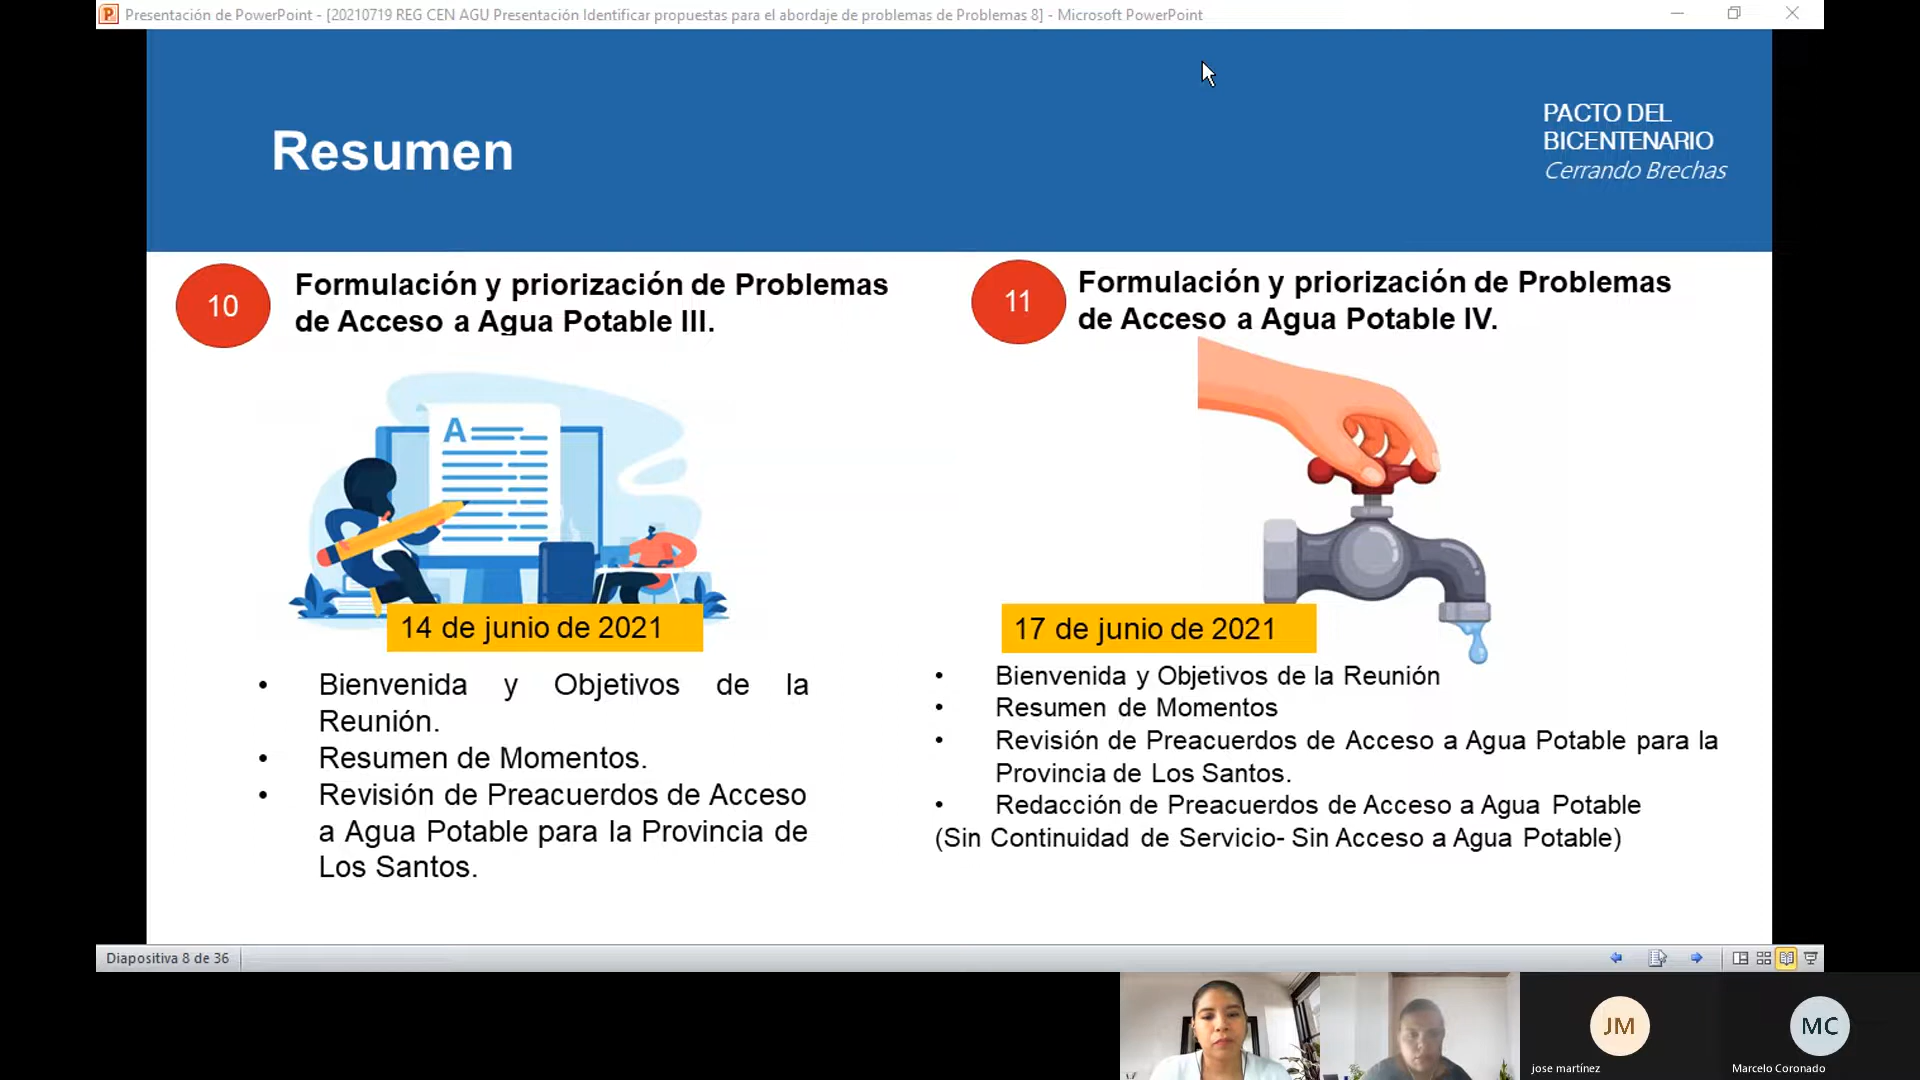 Presentación de PowerPoint - [20210719 REG CEN AGU Presentación Identificar propuestas para el abordaje de problemas de Problemas 8] - Microsoft PowerPoint
Resumen
PACTO DEL
BICENTENARIO
Cerrando Brechas
10
Formulación y priorización de Problemas
de Acceso a Agua Potable III.
A
14 de junio de 2021
• Bienvenida y Objetivos de la
Reunión.
• Resumen de Momentos.
• Revisión de Preacuerdos de Acceso
a Agua Potable para la Provincia de
Los Santos.
11
Formulación y priorización de Problemas
de Acceso a Agua Potable IV.
17 de junio de 2021
• Bienvenida y Objetivos de la Reunión
• Resumen de Momentos
• Revisión de Preacuerdos de Acceso a Agua Potable para la
Provincia de Los Santos.
• Redacción de Preacuerdos de Acceso a Agua Potable
(Sin Continuidad de Servicio- Sin Acceso a Agua Potable)
Diapositiva 8 de 36
JM
jose martínez
MC
Marcelo Coronado